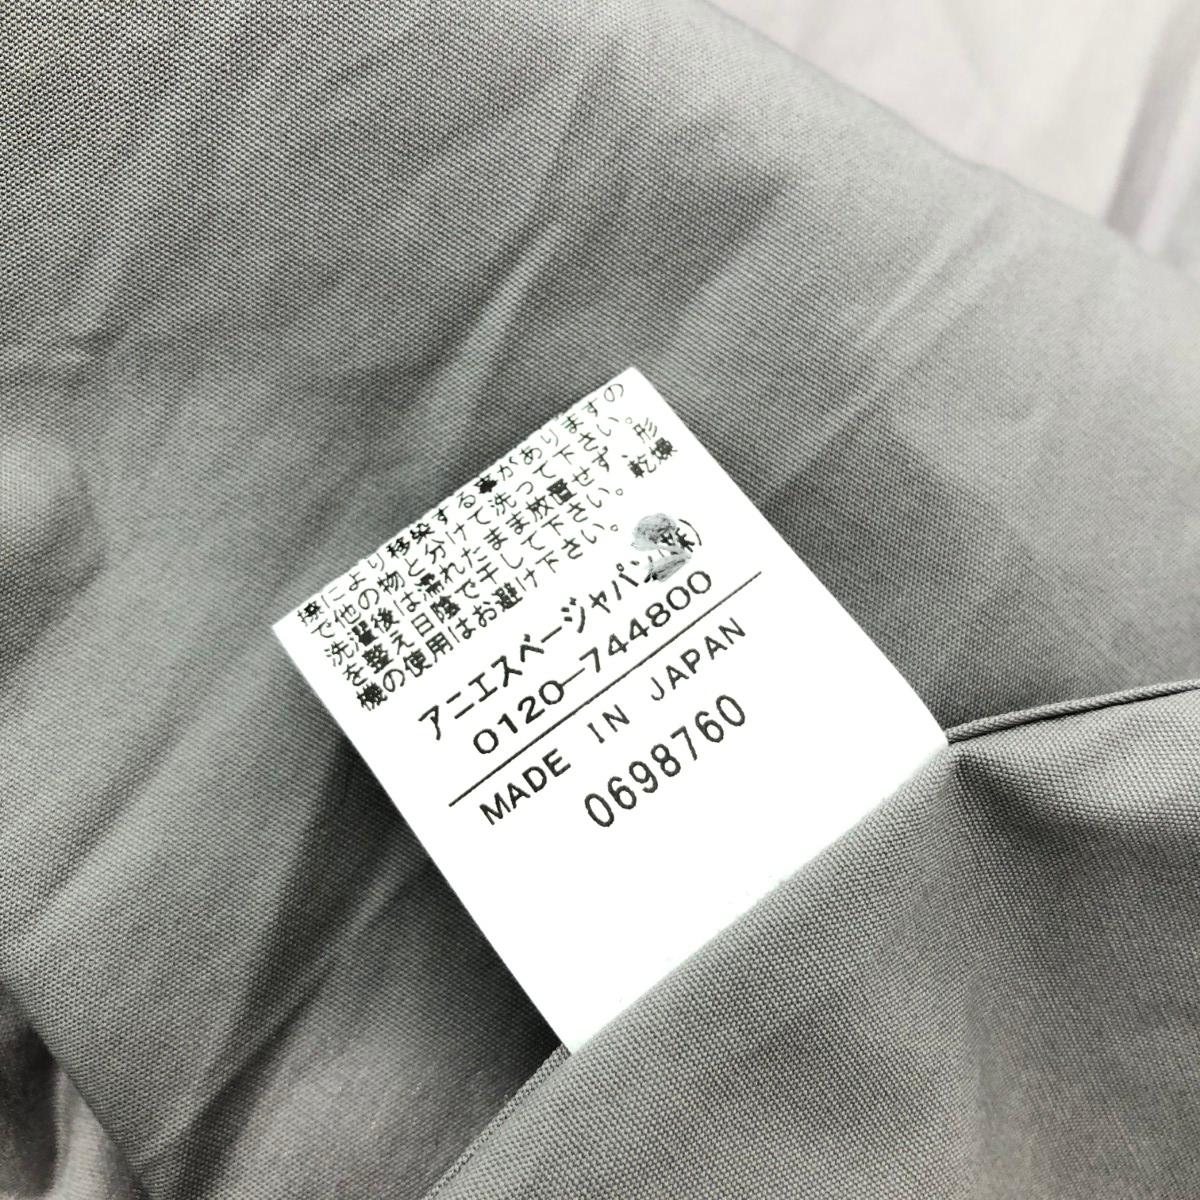 擦により移染する事がありますの
で他の物と分けて洗って下さい。
洗濯後は濡れたまま放置せず、形
を整え日陰で干して下さい。乾燥
機の使用はお避け下さい。
アニエスベージャパン(株)
0120-744800
MADE IN JAPAN
0698760